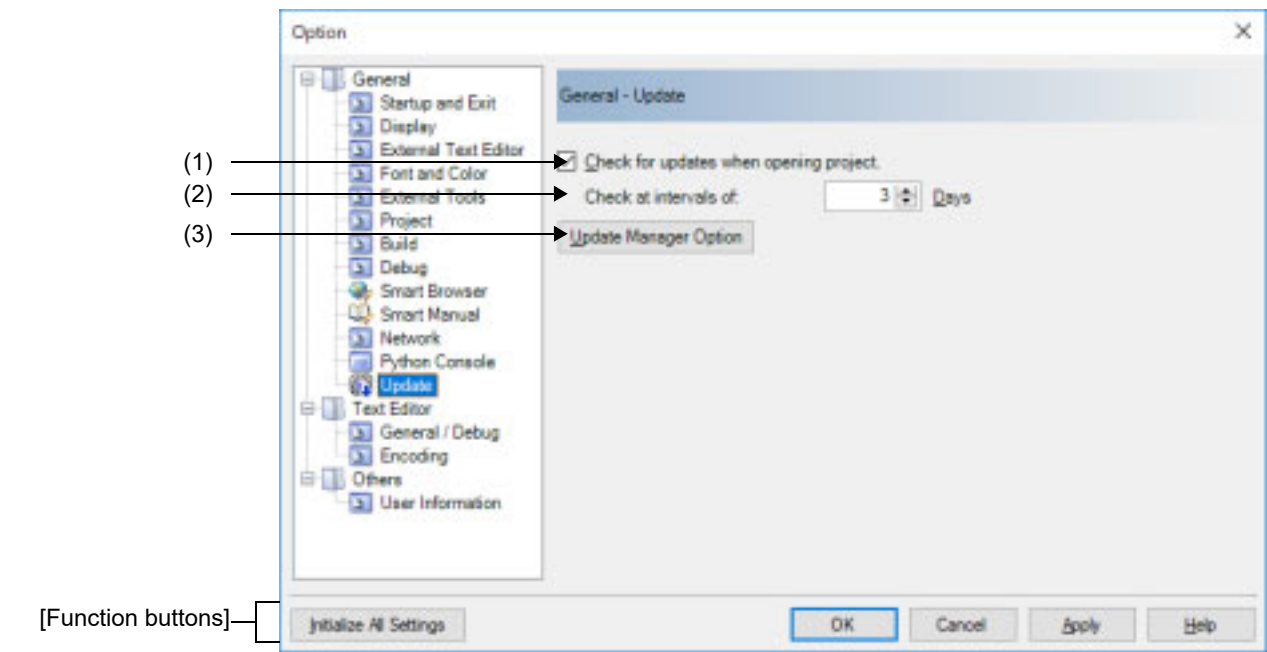 Option
General
Startup and Exit
Display
External Text Editor
Font and Color
External Tools
Project
Build
Debug
Smart Browser
Smart Manual
Network
Python Console
Update
Text Editor
General / Debug
Encoding
Others
User Information
General - Update
(1)
Check for updates when opening project.
(2)
Check at intervals of: 3 Days
(3)
Update Manager Option
[Function buttons]
Initialize All Settings OK Cancel Apply Help